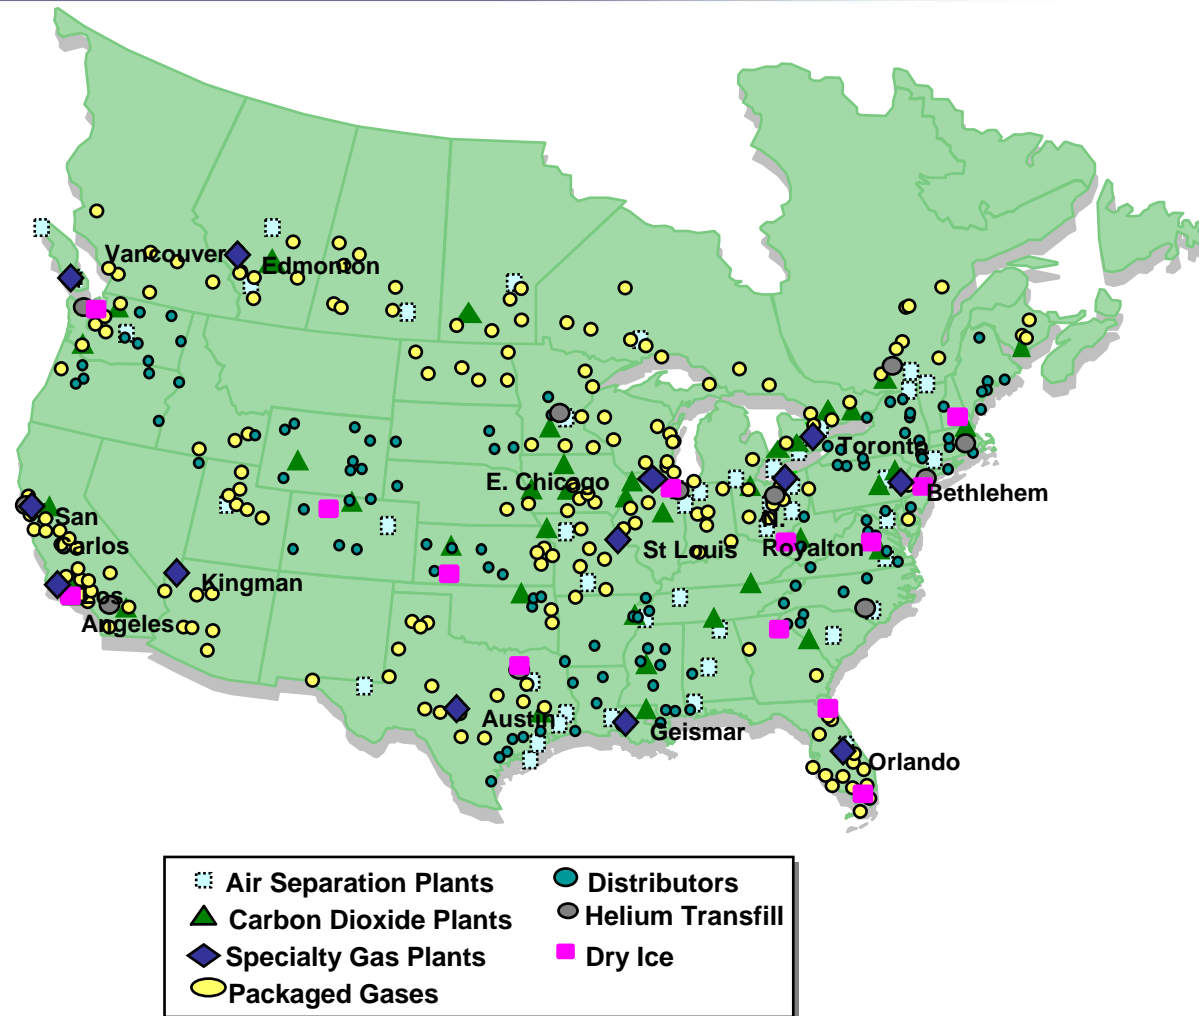 Vancouver
Edmonton
Toronto
E. Chicago
Bethlehem
San
Carlos
N.
Royalton
St Louis
Kingman
Los
Angeles
Austin
Geismar
Orlando
Air Separation Plants
Distributors
Carbon Dioxide Plants
Helium Transfill
Specialty Gas Plants
Dry Ice
Packaged Gases